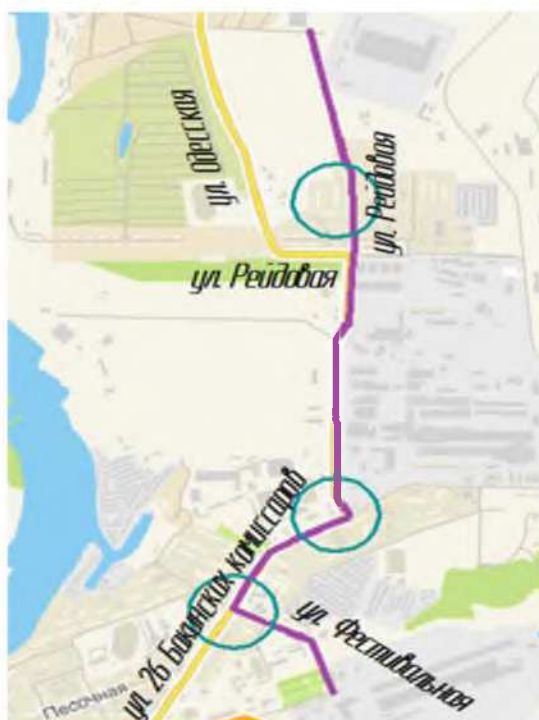 ул. Одесская
ул. Рейдовая
ул. Рейдовая
ул. 26 Бакинских комиссаров
ул. Фестивальная
Песочная